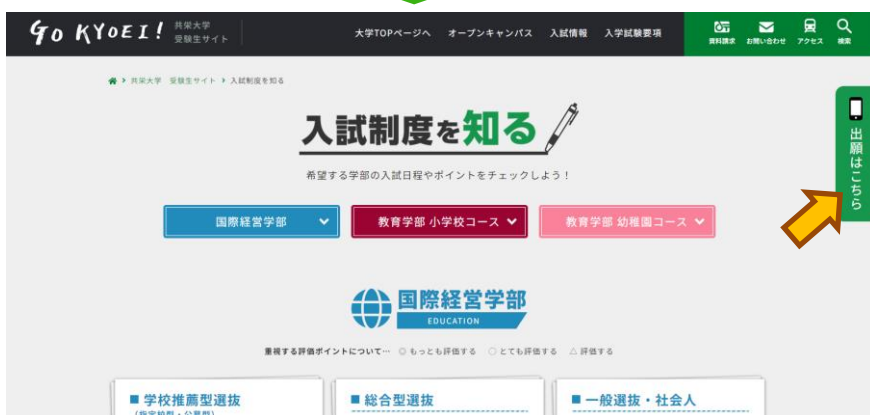 GO KYOEI!
共栄大学
受験生サイト
大学TOPページへ オープンキャンパス 入試情報 入学試験要項
資料請求 お問い合わせ アクセス 検索
共栄大学 受験生サイト 入試制度を知る
入試制度を知る
希望する学部の入試日程やポイントをチェックしよう!
国際経営学部 教育学部 小学校コース 教育学部 幼稚園コース
出願はこちら
国際経営学部
EDUCATION
重視する評価ポイントについて… ◎もっとも評価する ○とても評価する △評価する
■学校推薦型選抜 ■総合型選抜 ■一般選抜・社会人